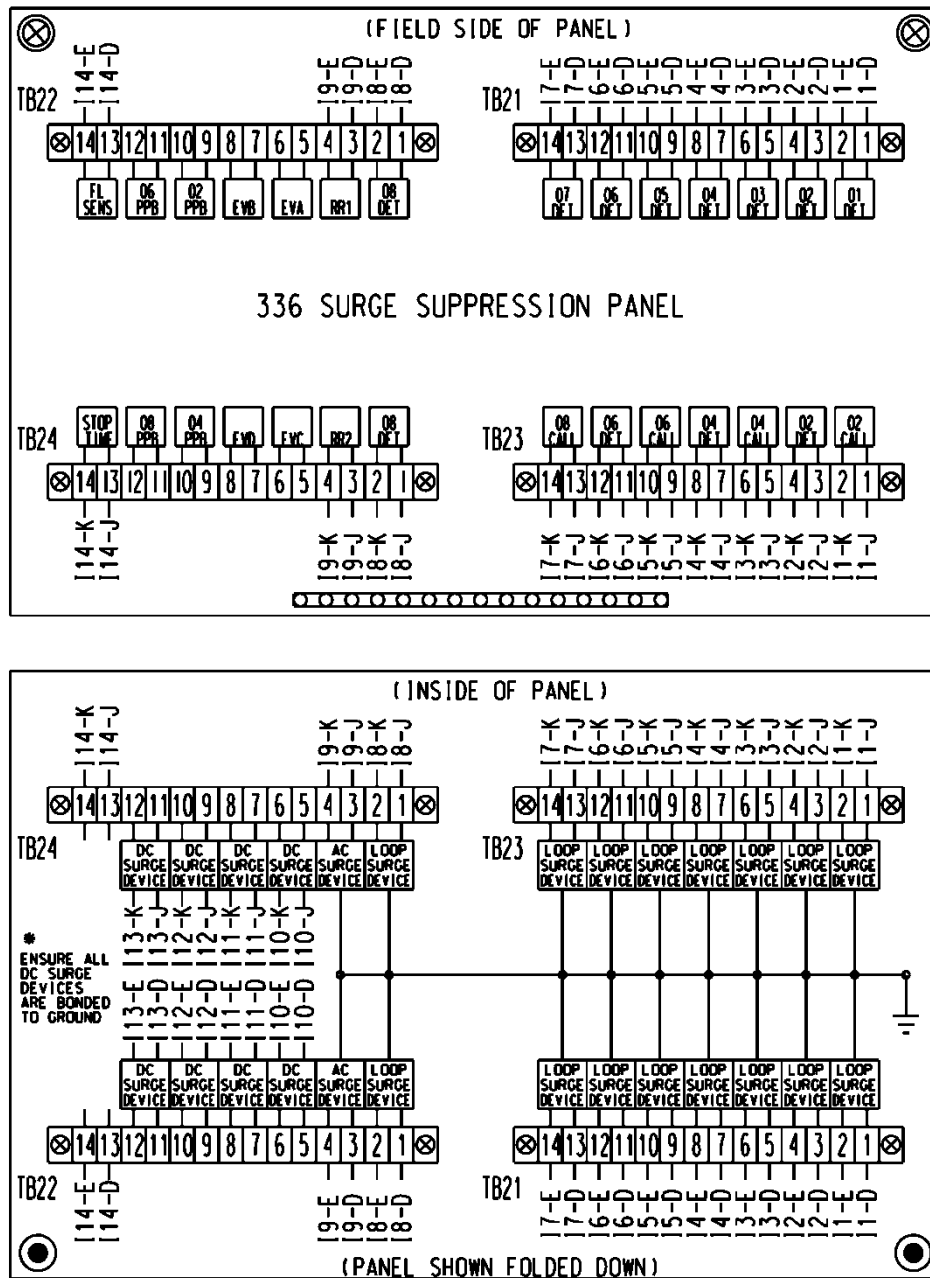 (FIELD SIDE OF PANEL)
I14-E I14-D I9-E I9-D I8-E I8-D I7-E I7-D I6-E I6-D I5-E I5-D I4-E I4-D I3-E I3-D I2-E I2-D I1-E I1-D
TB22 TB21
14 13 12 11 10 9 8 7 6 5 4 3 2 1 14 13 12 11 10 9 8 7 6 5 4 3 2 1
FL SENS 06 PPB 02 PPB EVB EVA RR1 08 DET 07 DET 06 DET 05 DET 04 DET 03 DET 02 DET 01 DET
336 SURGE SUPPRESSION PANEL
STOP TIME 08 PPB 04 PPB EVD EVC RR2 08 DET 08 CALL 06 DET 06 CALL 04 DET 04 CALL 02 DET 02 CALL
TB24 TB23
14 13 12 11 10 9 8 7 6 5 4 3 2 1 14 13 12 11 10 9 8 7 6 5 4 3 2 1
I14-K I14-J I9-K I9-J I8-K I8-J I7-K I7-J I6-K I6-J I5-K I5-J I4-K I4-J I3-K I3-J I2-K I2-J I1-K I1-J
(INSIDE OF PANEL)
I14-K I14-J I9-K I9-J I8-K I8-J I7-K I7-J I6-K I6-J I5-K I5-J I4-K I4-J I3-K I3-J I2-K I2-J I1-K I1-J
14 13 12 11 10 9 8 7 6 5 4 3 2 1 14 13 12 11 10 9 8 7 6 5 4 3 2 1
TB24 TB23
DC DC DC DC AC LOOP LOOP LOOP LOOP LOOP LOOP LOOP LOOP
SURGE SURGE SURGE SURGE SURGE SURGE SURGE SURGE SURGE SURGE SURGE SURGE SURGE
DEVICE DEVICE DEVICE DEVICE DEVICE DEVICE DEVICE DEVICE DEVICE DEVICE DEVICE DEVICE DEVICE
I13-K I13-J I12-K I12-J I11-K I11-J I10-K I10-J
*
ENSURE ALL
DC SURGE
DEVICES
ARE BONDED
TO GROUND
I13-E I13-D I12-E I12-D I11-E I11-D I10-E I10-D
DC DC DC DC AC LOOP LOOP LOOP LOOP LOOP LOOP LOOP LOOP
SURGE SURGE SURGE SURGE SURGE SURGE SURGE SURGE SURGE SURGE SURGE SURGE SURGE
DEVICE DEVICE DEVICE DEVICE DEVICE DEVICE DEVICE DEVICE DEVICE DEVICE DEVICE DEVICE DEVICE
14 13 12 11 10 9 8 7 6 5 4 3 2 1 14 13 12 11 10 9 8 7 6 5 4 3 2 1
TB22 TB21
I14-E I14-D I9-E I9-D I8-E I8-D I7-E I7-D I6-E I6-D I5-E I5-D I4-E I4-D I3-E I3-D I2-E I2-D I1-E I1-D
(PANEL SHOWN FOLDED DOWN)